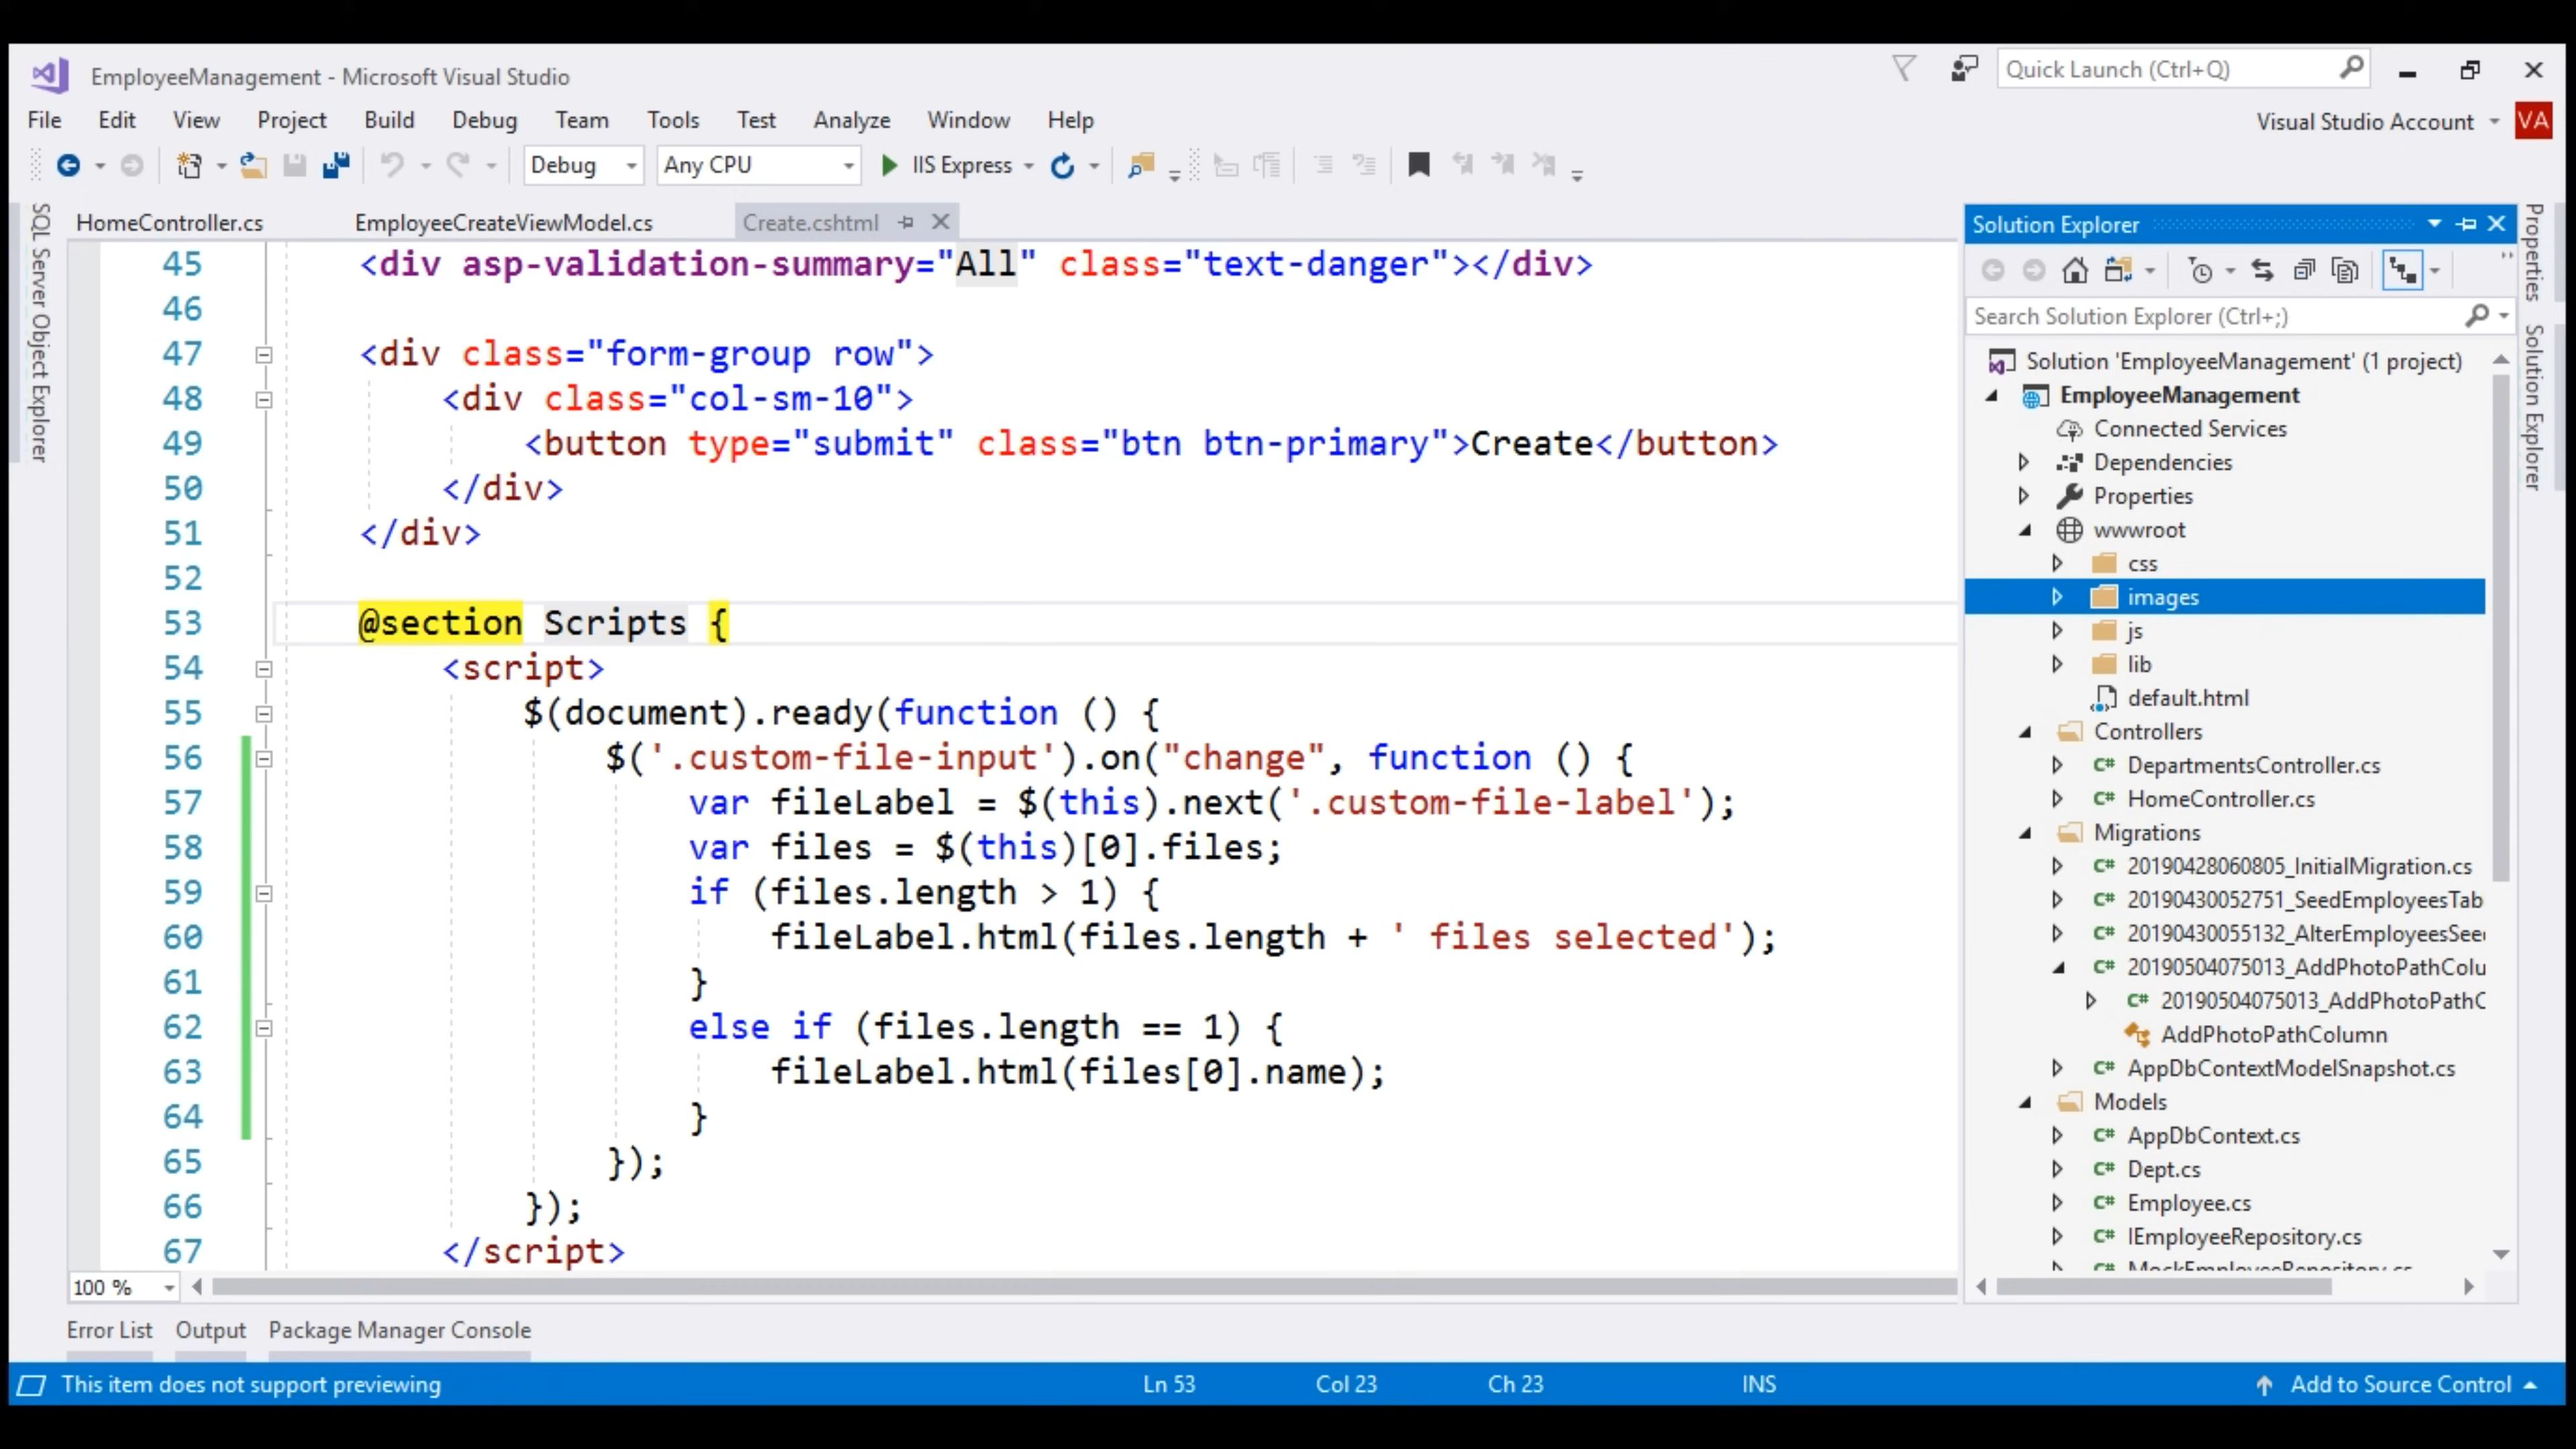 EmployeeManagement - Microsoft Visual Studio
Quick Launch (Ctrl+Q)
File Edit View Project Build Debug Team Tools Test Analyze Window Help
Visual Studio Account VA
Debug Any CPU IIS Express
SQL Server Object Explorer
HomeController.cs EmployeeCreateViewModel.cs Create.cshtml
45 <div asp-validation-summary="All" class="text-danger"></div>
46
47 <div class="form-group row">
48 <div class="col-sm-10">
49 <button type="submit" class="btn btn-primary">Create</button>
50 </div>
51 </div>
52
53 @section Scripts {
54 <script>
55 $(document).ready(function () {
56 $('.custom-file-input').on("change", function () {
57 var fileLabel = $(this).next('.custom-file-label');
58 var files = $(this)[0].files;
59 if (files.length > 1) {
60 fileLabel.html(files.length + ' files selected');
61 }
62 else if (files.length == 1) {
63 fileLabel.html(files[0].name);
64 }
65 });
66 });
67 </script>
100 %
Solution Explorer
Search Solution Explorer (Ctrl+;)
Solution 'EmployeeManagement' (1 project)
EmployeeManagement
Connected Services
Dependencies
Properties
wwwroot
css
images
js
lib
default.html
Controllers
C# DepartmentsController.cs
C# HomeController.cs
Migrations
C# 20190428060805_InitialMigration.cs
C# 20190430052751_SeedEmployeesTab
C# 20190430055132_AlterEmployeesSee
C# 20190504075013_AddPhotoPathColu
C# 20190504075013_AddPhotoPathC
AddPhotoPathColumn
C# AppDbContextModelSnapshot.cs
Models
C# AppDbContext.cs
C# Dept.cs
C# Employee.cs
C# IEmployeeRepository.cs
C# MockEmployeeRepository.cs
Properties
Solution Explorer
Error List Output Package Manager Console
This item does not support previewing Ln 53 Col 23 Ch 23 INS Add to Source Control